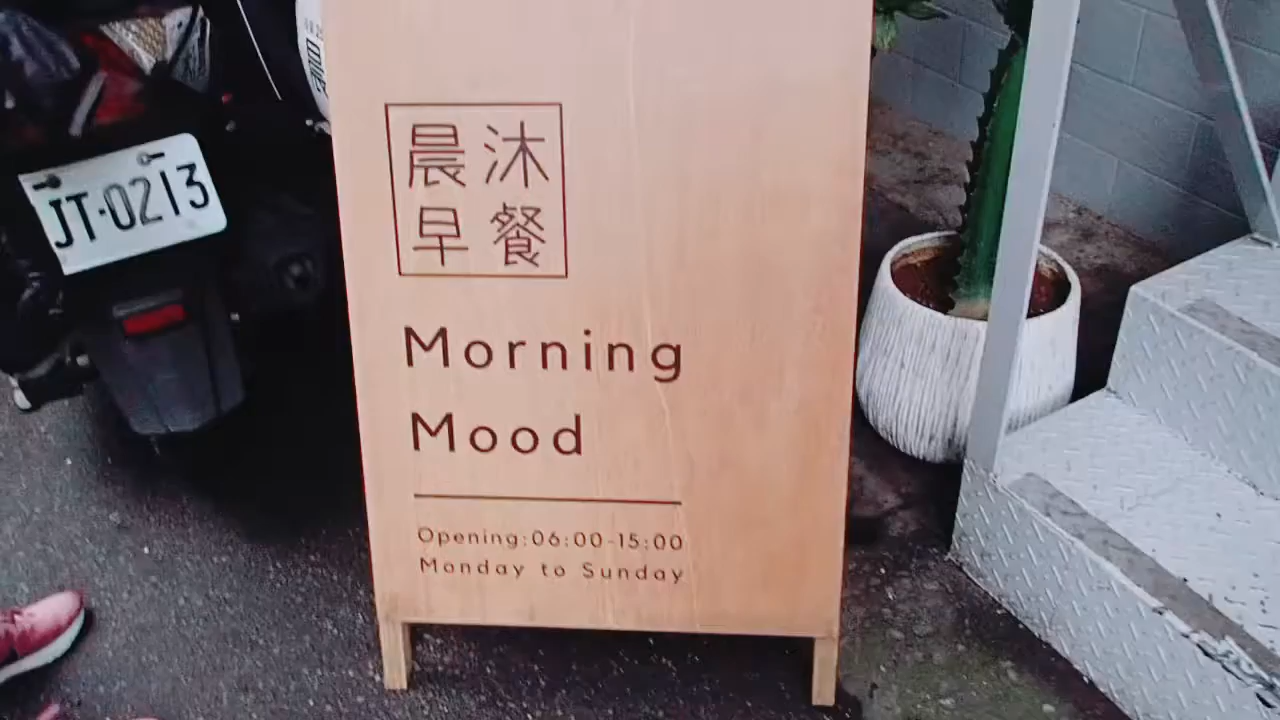 JT·0213
晨沐
早餐
Morning
Mood
Opening:06:00-15:00
Monday to Sunday